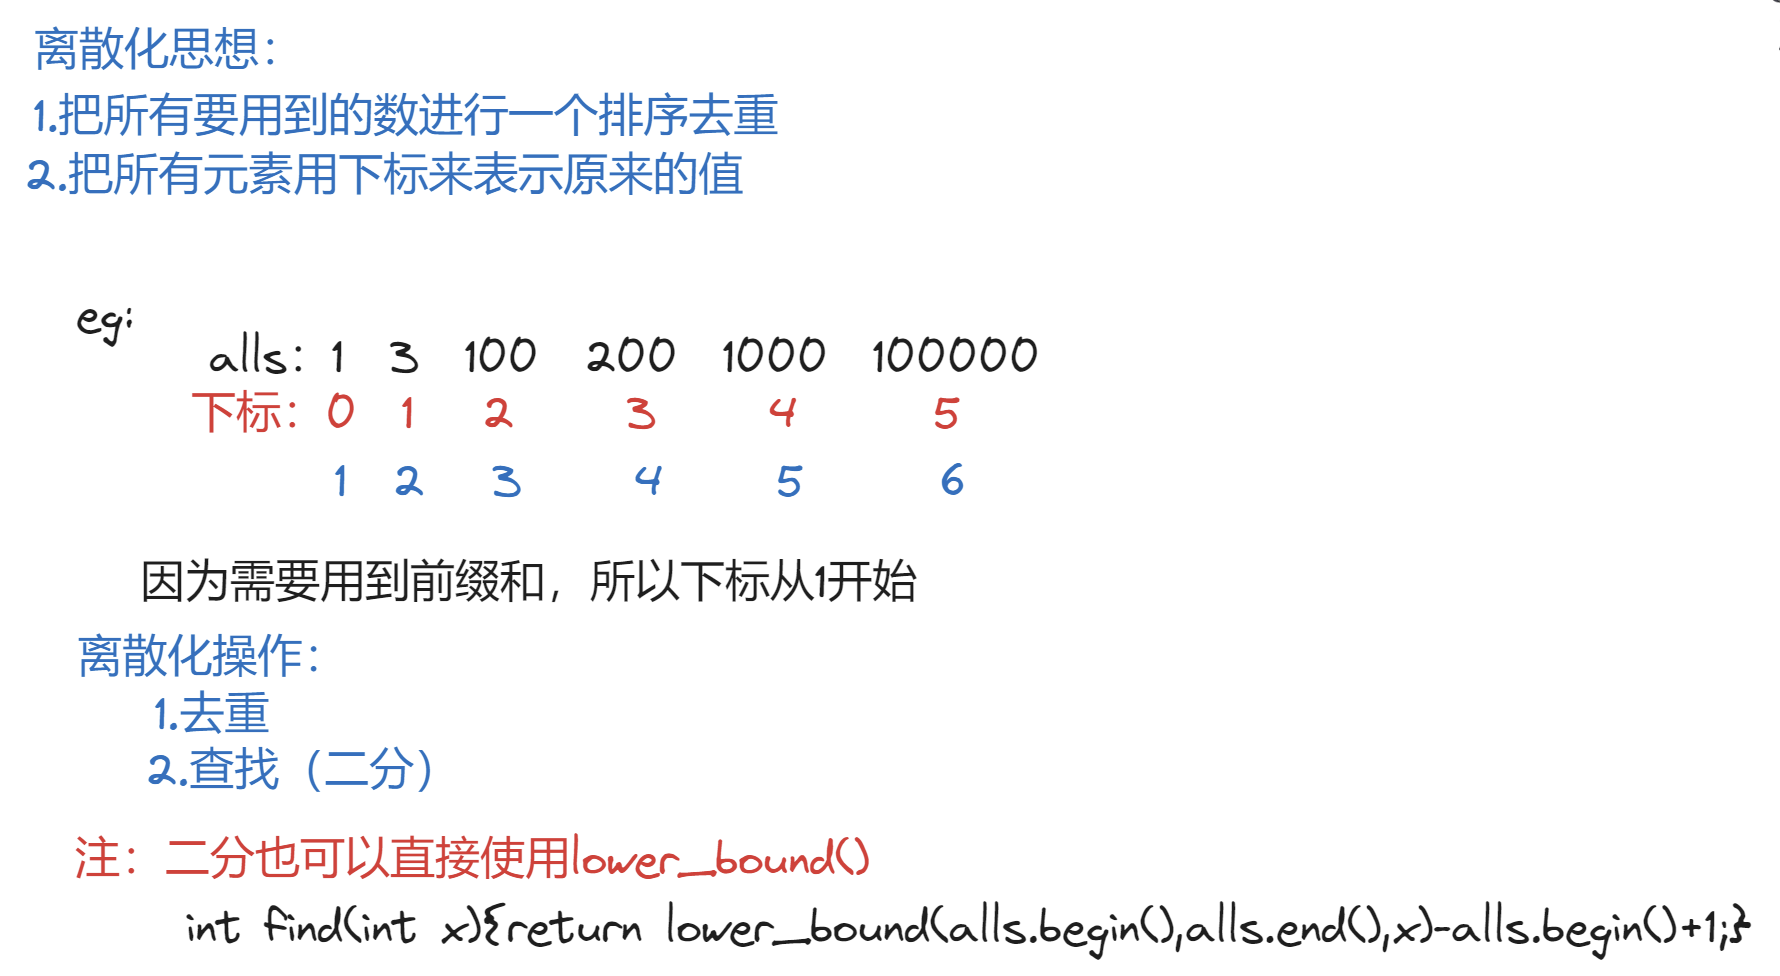 离散化思想：
1.把所有要用到的数进行一个排序去重
2.把所有元素用下标来表示原来的值
eg:
alls: 1 3 100 200 1000 100000
下标：0 1 2 3 4 5
1 2 3 4 5 6
因为需要用到前缀和，所以下标从1开始
离散化操作：
1.去重
2.查找（二分）
注：二分也可以直接使用lower_bound()
int find(int x){return lower_bound(alls.begin(),alls.end(),x)-alls.begin()+1;}